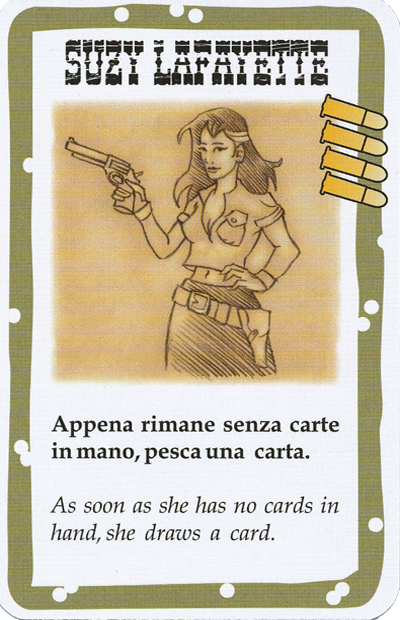 SUZY LAFAYETTE
Appena rimane senza carte
in mano, pesca una carta.
As soon as she has no cards in
hand, she draws a card.